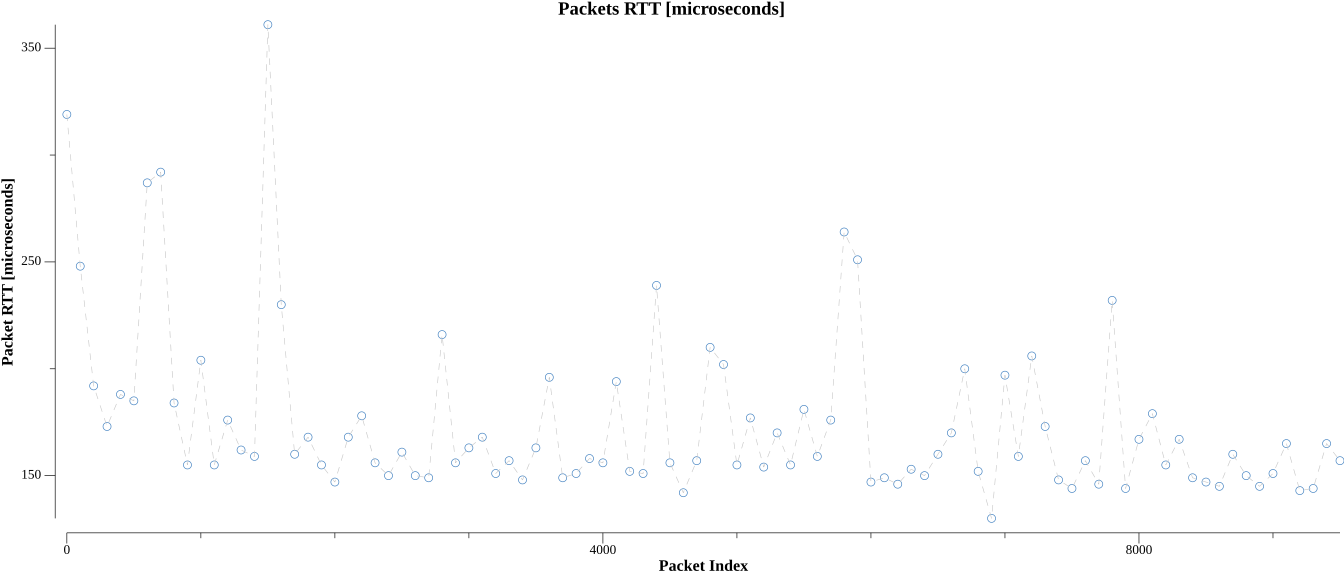 Packets RTT [microseconds]
350
250
150
Packet RTT [microseconds]
0
4000
8000
Packet Index